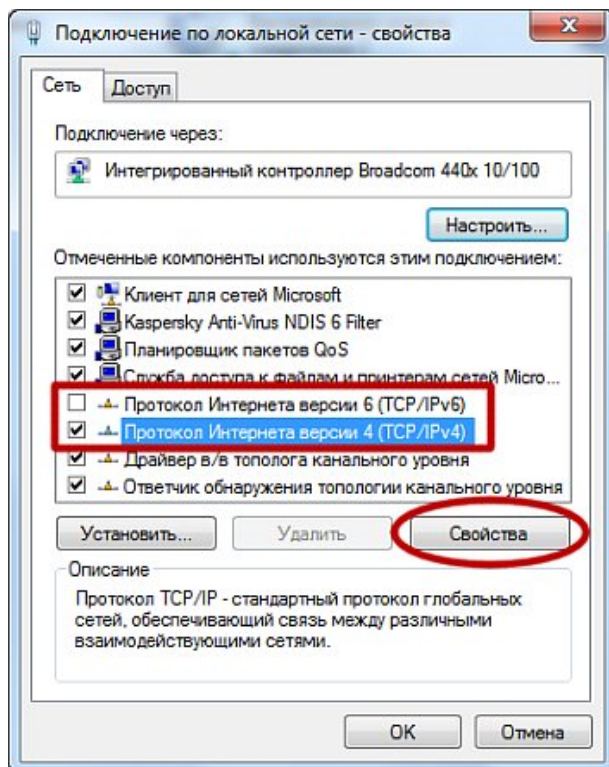 Подключение по локальной сети - свойства
Сеть
Доступ
Подключение через:
Интегрированный контроллер Broadcom 440x 10/100
Настроить...
Отмеченные компоненты используются этим подключением:
Клиент для сетей Microsoft
Kaspersky Anti-Virus NDIS 6 Filter
Планировщик пакетов QoS
Служба доступа к файлам и принтерам сетей Micro...
Протокол Интернета версии 6 (TCP/IPv6)
Протокол Интернета версии 4 (TCP/IPv4)
Драйвер в/в тополога канального уровня
Ответчик обнаружения топологии канального уровня
Установить...
Удалить
Свойства
Описание
Протокол TCP/IP - стандартный протокол глобальных
сетей, обеспечивающий связь между различными
взаимодействующими сетями.
OK
Отмена